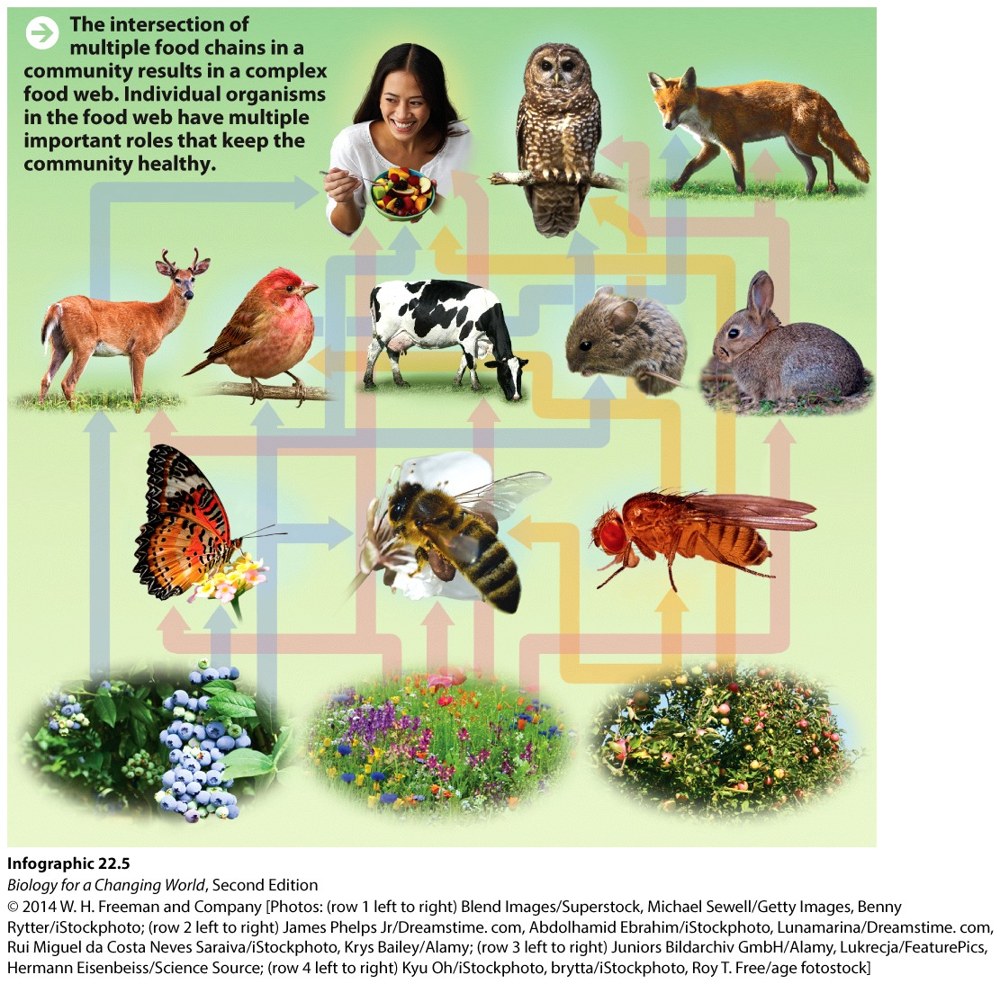 The intersection of
multiple food chains in a
community results in a complex
food web. Individual organisms
in the food web have multiple
important roles that keep the
community healthy.
Infographic 22.5
Biology for a Changing World, Second Edition
© 2014 W. H. Freeman and Company [Photos: (row 1 left to right) Blend Images/Superstock, Michael Sewell/Getty Images, Benny
Rytter/iStockphoto; (row 2 left to right) James Phelps Jr/Dreamstime. com, Abdolhamid Ebrahim/iStockphoto, Lunamarina/Dreamstime. com,
Rui Miguel da Costa Neves Saraiva/iStockphoto, Krys Bailey/Alamy; (row 3 left to right) Juniors Bildarchiv GmbH/Alamy, Lukrecja/FeaturePics,
Hermann Eisenbeiss/Science Source; (row 4 left to right) Kyu Oh/iStockphoto, brytta/iStockphoto, Roy T. Free/age fotostock]